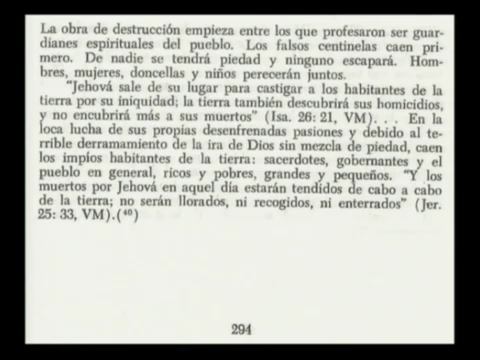 La obra de destrucción empieza entre los que profesaron ser guar-
dianes espirituales del pueblo. Los falsos centinelas caen pri-
mero. De nadie se tendrá piedad y ninguno escapará. Hom-
bres, mujeres, doncellas y niños perecerán juntos.
"Jehová sale de su lugar para castigar a los habitantes de la
tierra por su iniquidad; la tierra también descubrirá sus homicidios,
y no encubrirá más a sus muertos" (Isa. 26: 21, VM). . . En la
loca lucha de sus propias desenfrenadas pasiones y debido al te-
rrible derramamiento de la ira de Dios sin mezcla de piedad, caen
los impíos habitantes de la tierra: sacerdotes, gobernantes y el
pueblo en general, ricos y pobres, grandes y pequeños. "Y los
muertos por Jehová en aquel día estarán tendidos de cabo a cabo
de la tierra; no serán llorados, ni recogidos, ni enterrados" (Jer.
25: 33, VM).(⁴⁰)
294